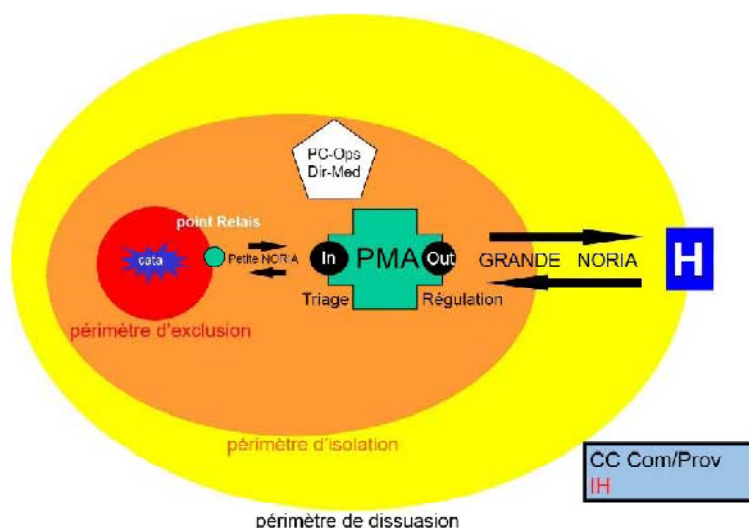 PC-Ops
Dir-Med
point Relais
cata
Petite NORIA
In
PMA
Out
GRANDE NORIA
H
Triage
Régulation
périmètre d'exclusion
périmètre d'isolation
CC Com/Prov
IH
périmètre de dissuasion